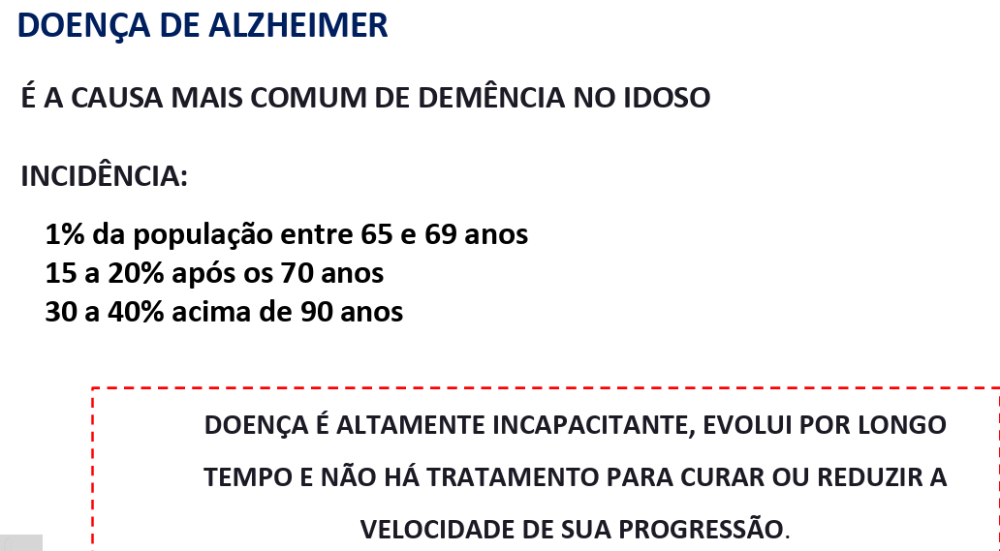 DOENÇA DE ALZHEIMER
É A CAUSA MAIS COMUM DE DEMÊNCIA NO IDOSO
INCIDÊNCIA:
1% da população entre 65 e 69 anos
15 a 20% após os 70 anos
30 a 40% acima de 90 anos
DOENÇA É ALTAMENTE INCAPACITANTE, EVOLUI POR LONGO
TEMPO E NÃO HÁ TRATAMENTO PARA CURAR OU REDUZIR A
VELOCIDADE DE SUA PROGRESSÃO.